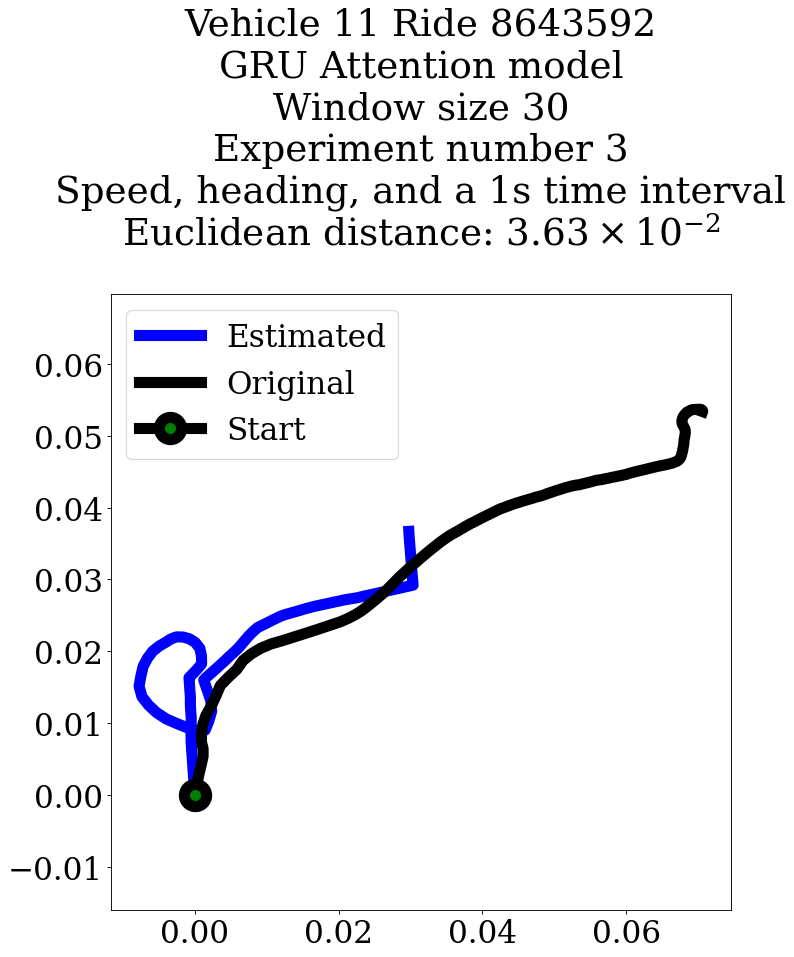 Vehicle 11 Ride 8643592
GRU Attention model
Window size 30
Experiment number 3
Speed, heading, and a 1s time interval
Euclidean distance: 3.63 × 10⁻²
Estimated
Original
Start
0.06
0.05
0.04
0.03
0.02
0.01
0.00
−0.01
0.00 0.02 0.04 0.06